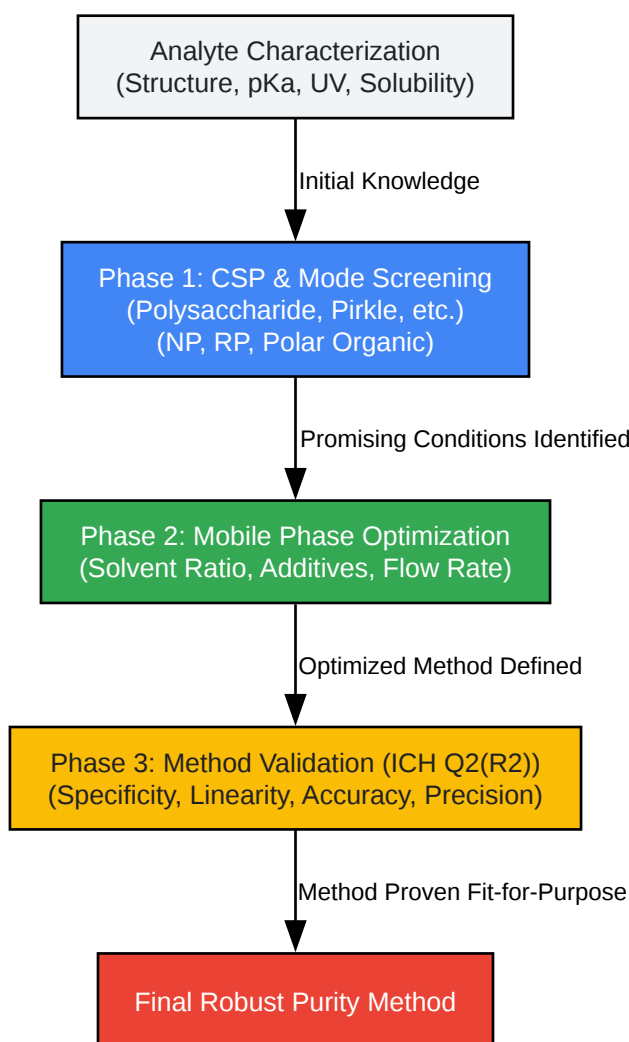 Analyte Characterization
(Structure, pKa, UV, Solubility)
Initial Knowledge
Phase 1: CSP & Mode Screening
(Polysaccharide, Pirkle, etc.)
(NP, RP, Polar Organic)
Promising Conditions Identified
Phase 2: Mobile Phase Optimization
(Solvent Ratio, Additives, Flow Rate)
Optimized Method Defined
Phase 3: Method Validation (ICH Q2(R2))
(Specificity, Linearity, Accuracy, Precision)
Method Proven Fit-for-Purpose
Final Robust Purity Method